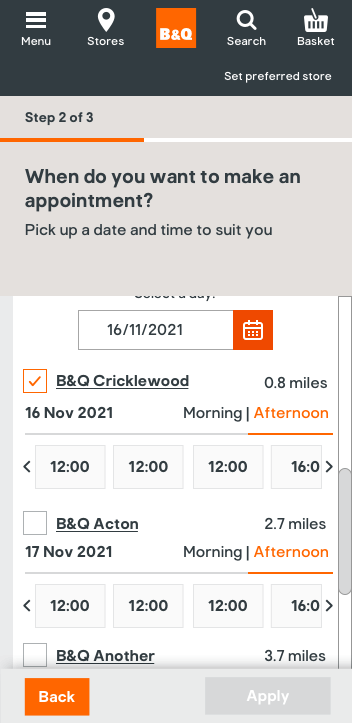 Menu
Stores
B&Q
Search
Basket
Set preferred store
Step 2 of 3
When do you want to make an
appointment?
Pick up a date and time to suit you
Select a day:
16/11/2021
B&Q Cricklewood 0.8 miles
16 Nov 2021 Morning | Afternoon
12:00 12:00 12:00 16:0
B&Q Acton 2.7 miles
17 Nov 2021 Morning | Afternoon
12:00 12:00 12:00 16:0
B&Q Another 3.7 miles
Back Apply